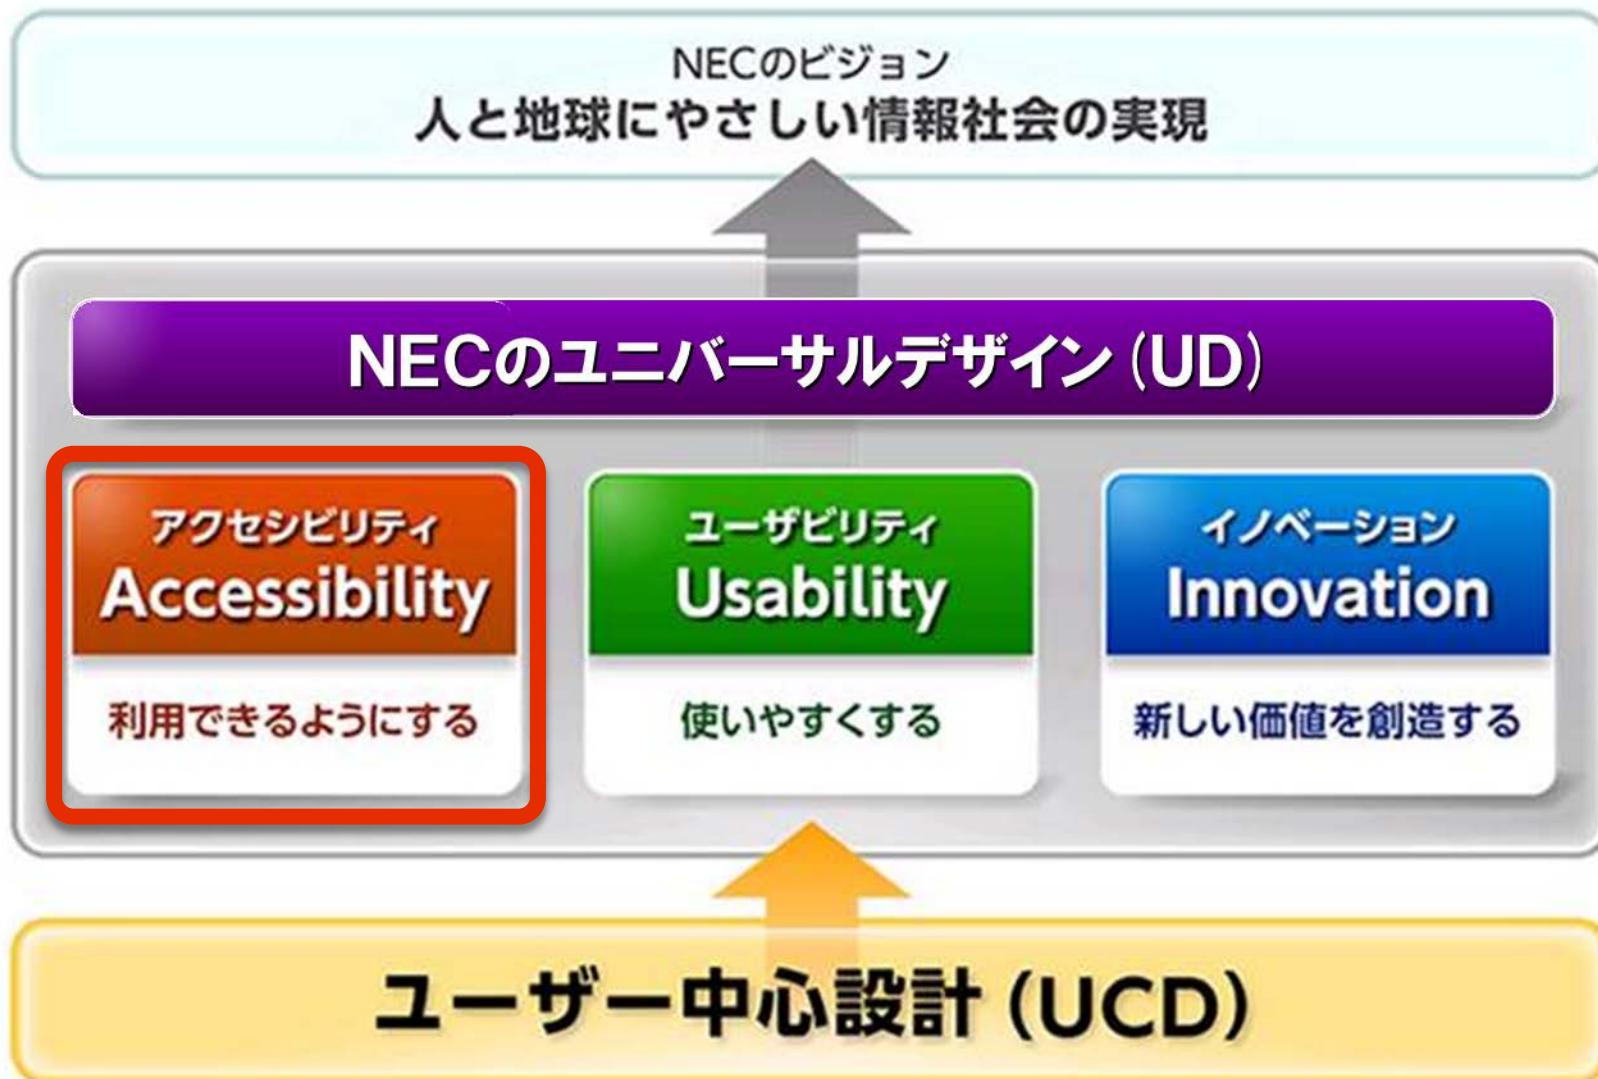 NECのビジョン
人と地球にやさしい情報社会の実現
NECのユニバーサルデザイン(UD)
アクセシビリティ
Accessibility
利用できるようにする
ユーザビリティ
Usability
使いやすくする
イノベーション
Innovation
新しい価値を創造する
ユーザー中心設計(UCD)